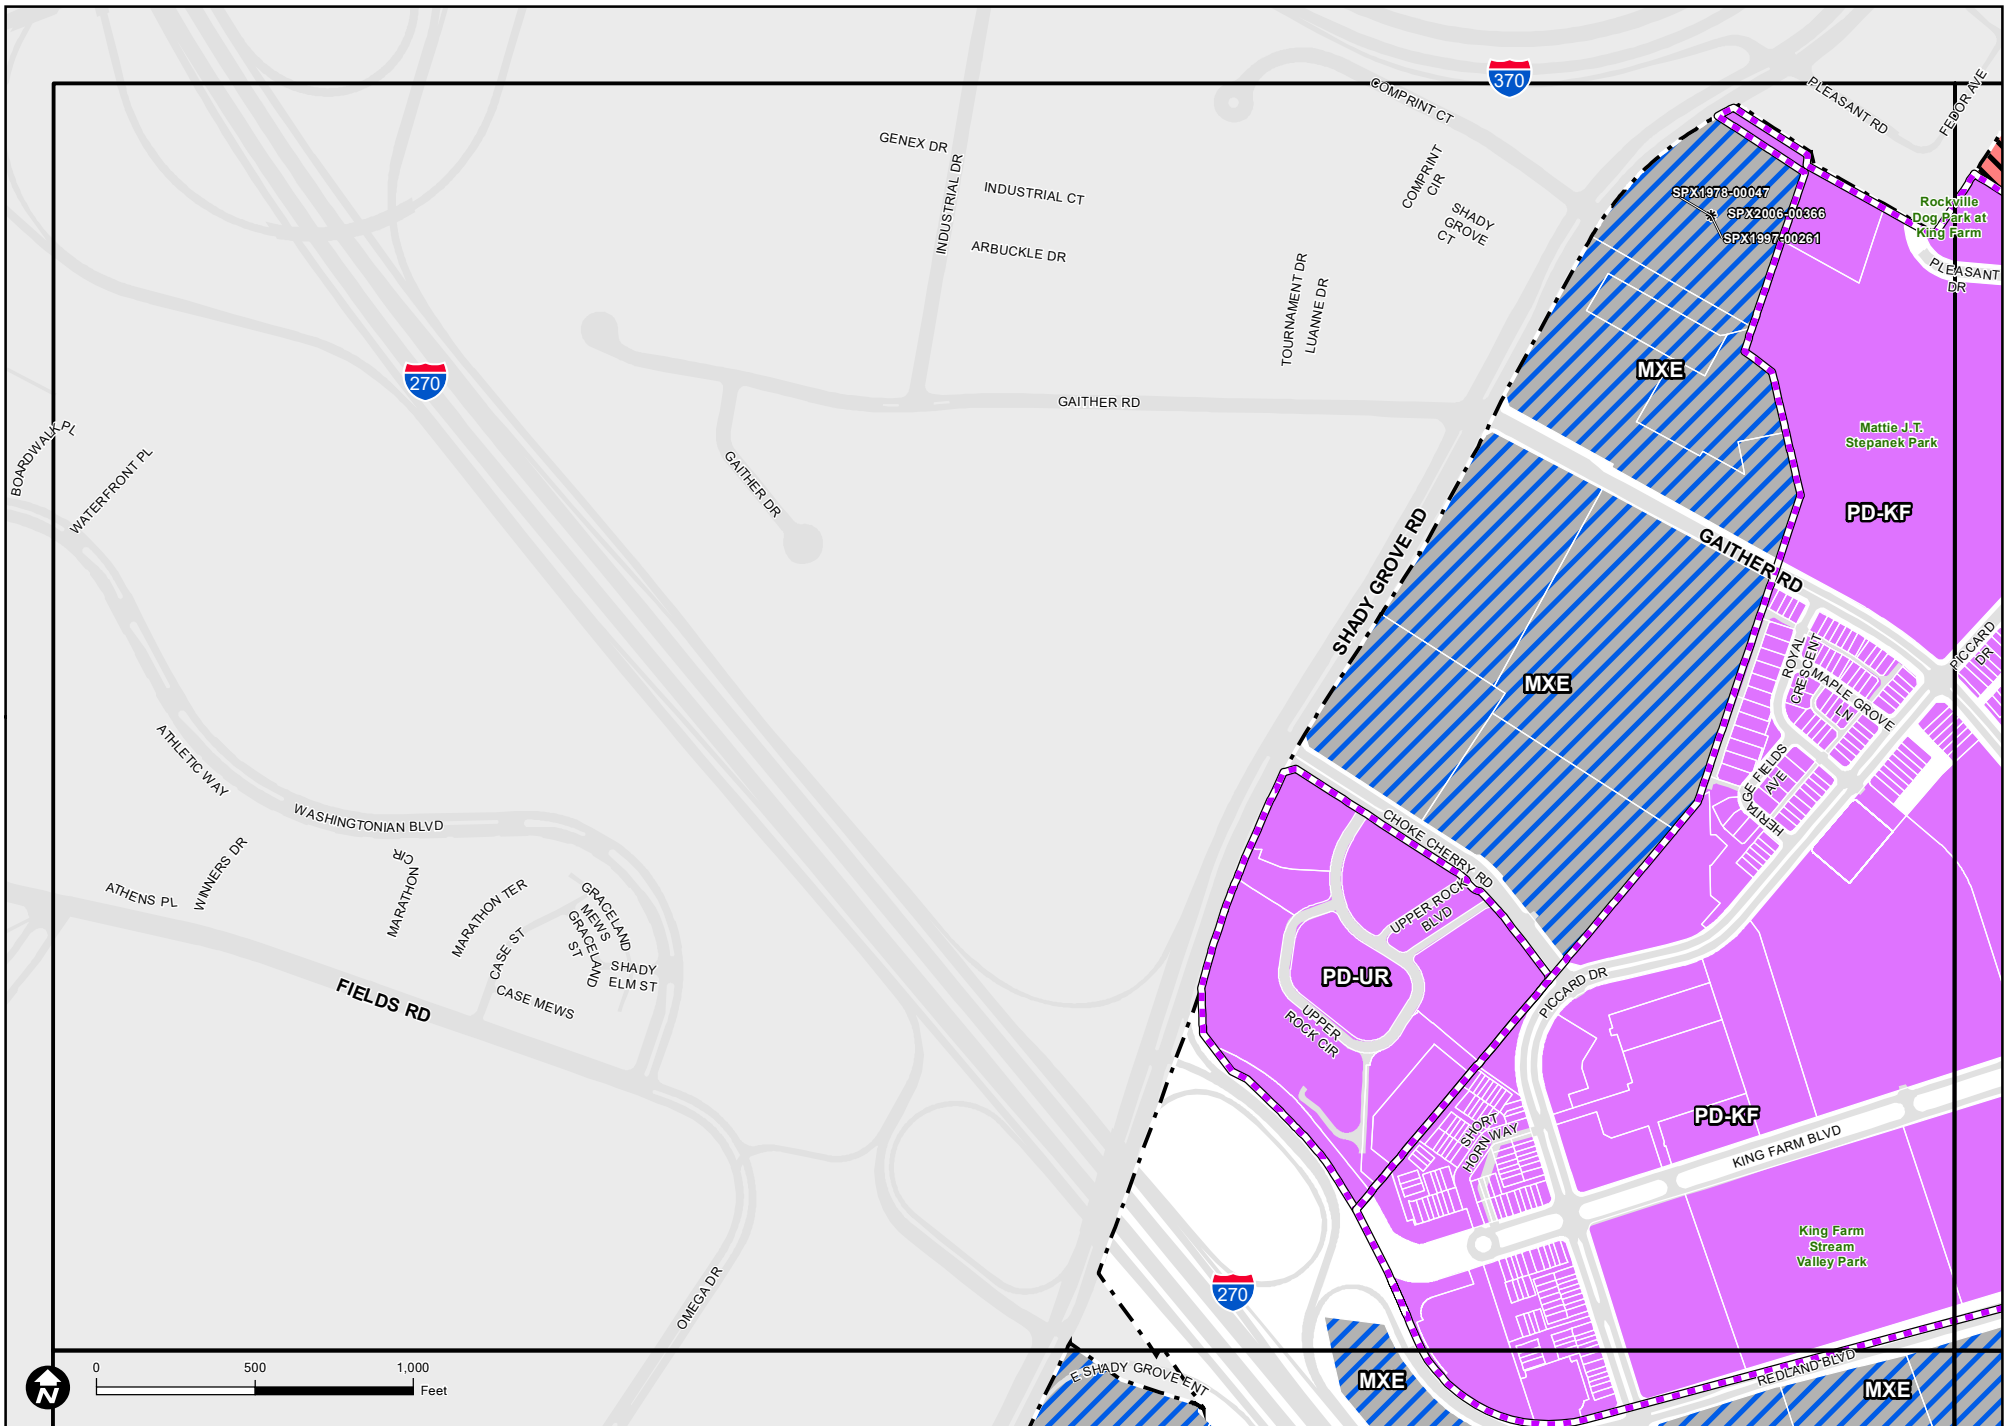 370
COMPRINT CT
PLEASANT RD
FEDOR AVE
GENEX DR
INDUSTRIAL DR
INDUSTRIAL CT
ARBUCKLE DR
COMPRINT
CIR
SHADY
GROVE
CT
TOURNAMENT DR
LUANNE DR
SPX1978-00047
SPX2006-00366
SPX1997-00261
Rockville
Dog Park at
King Farm
PLEASANT
DR
270
MXE
GAITHER RD
GAITHER DR
BOARDWALK PL
WATERFRONT PL
Mattie J.T.
Stepanek Park
PD-KF
SHADY GROVE RD
GAITHER RD
MXE
ROYAL
CRESCENT
MAPLE GROVE
LN
PICCARD
DR
HERITAGE FIELDS
AVE
ATHLETIC WAY
WASHINGTONIAN BLVD
WINNERS DR
ATHENS PL
MARATHON
CIR
MARATHON TER
CASE ST
GRACELAND
MEWS
GRACELAND
ST
SHADY
ELM ST
CASE MEWS
FIELDS RD
CHOKE CHERRY RD
UPPER ROCK
BLVD
PD-UR
UPPER
ROCK CIR
PICCARD DR
SHORT
HORN WAY
PD-KF
KING FARM BLVD
King Farm
Stream
Valley Park
OMEGA DR
270
E SHADY GROVE ENT
MXE
REDLAND BLVD
MXE
N
0 500 1,000
Feet